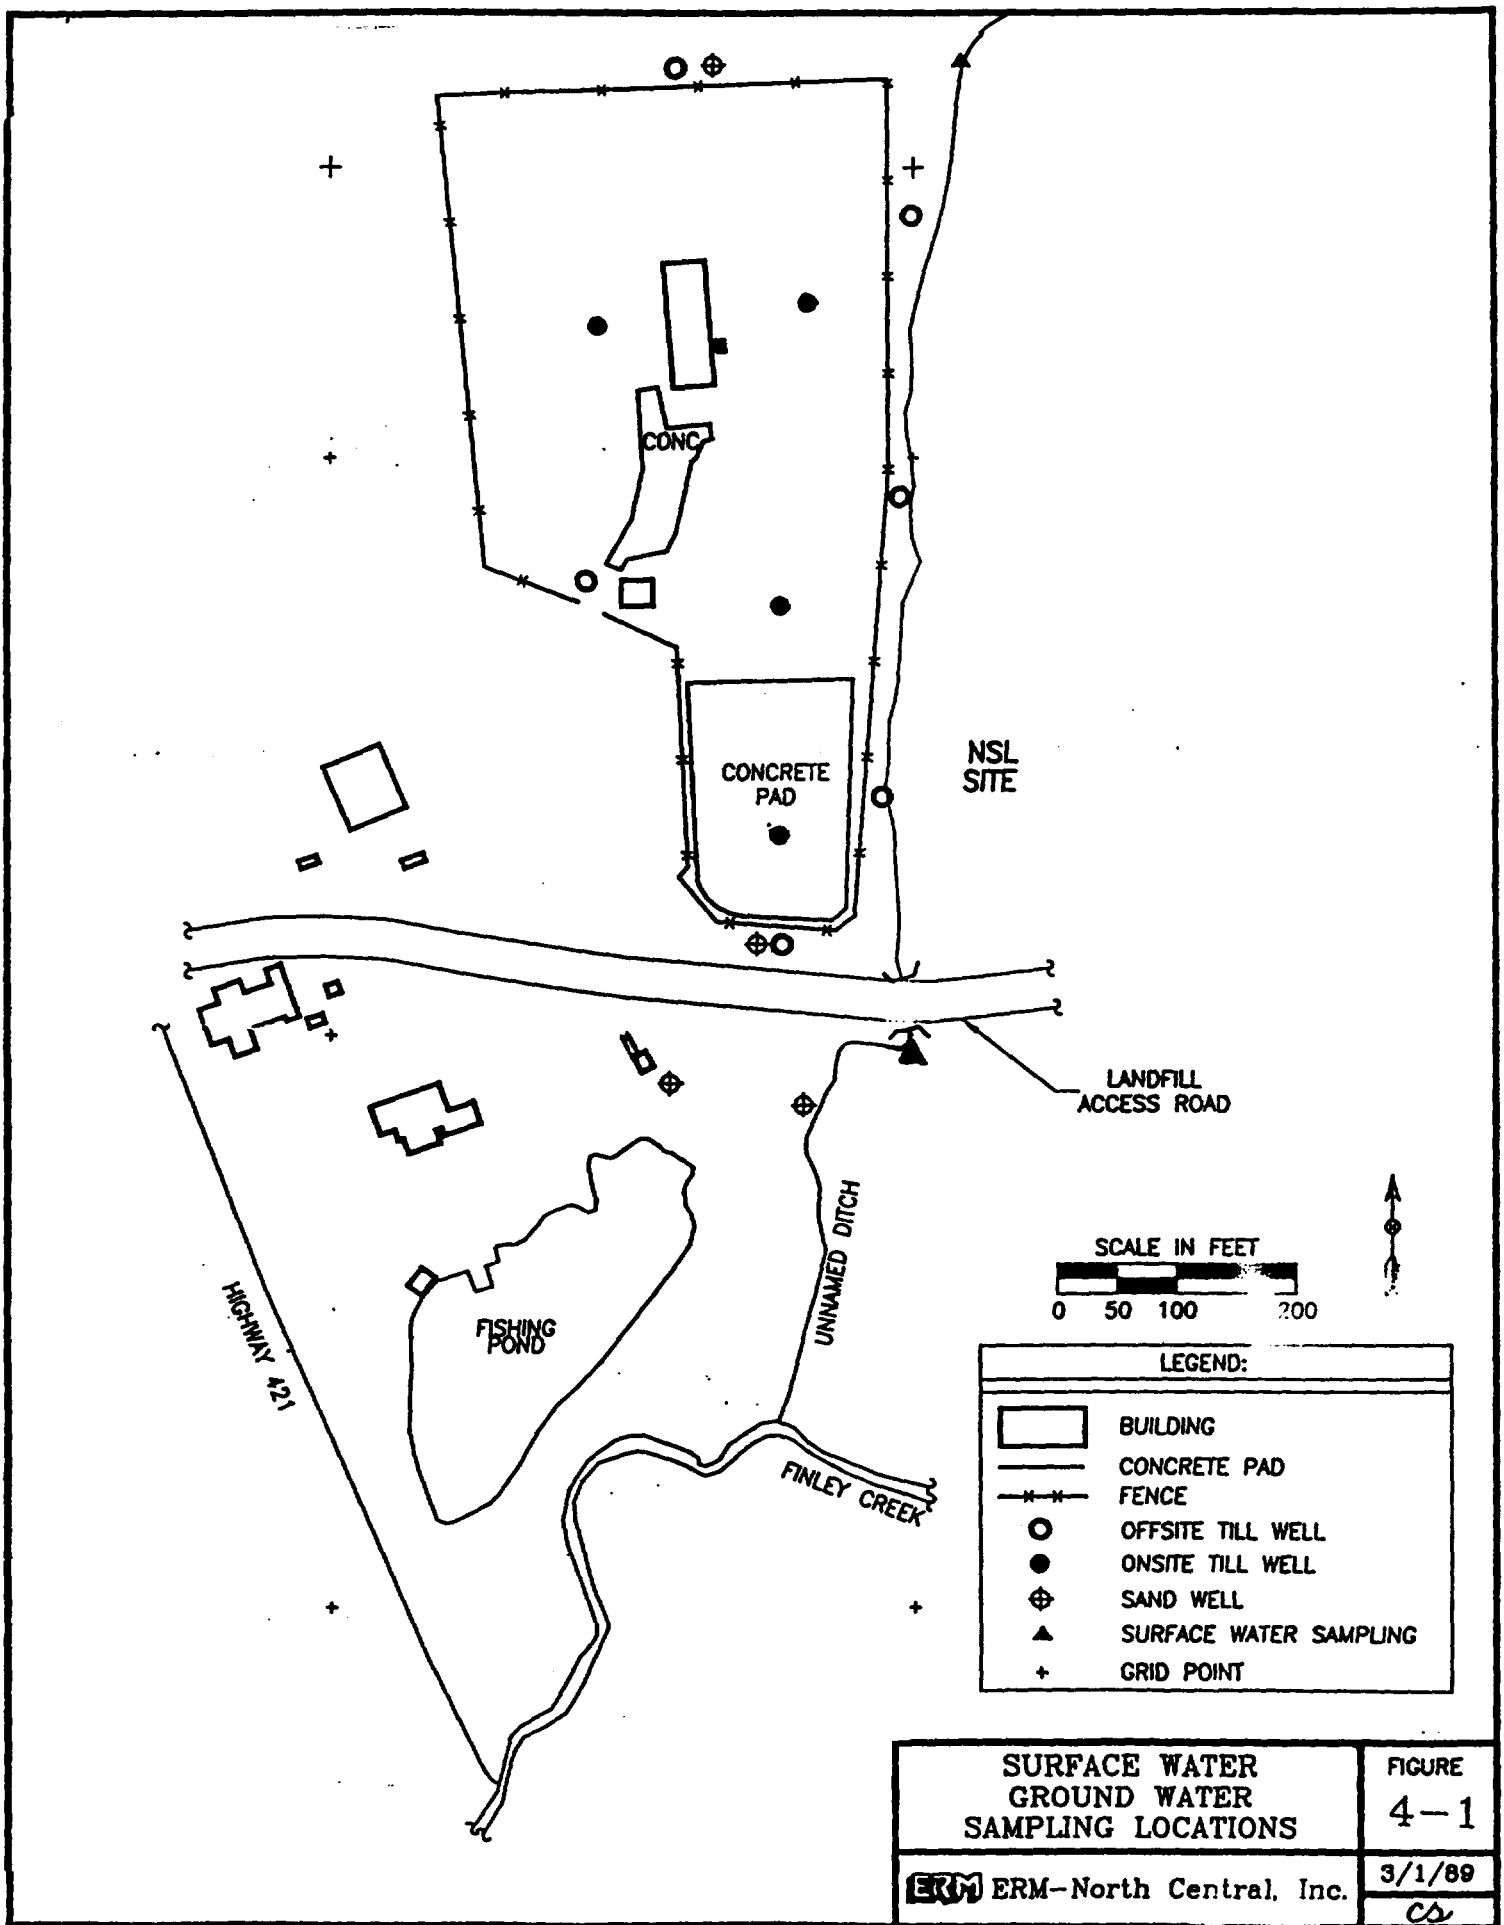 CONC
CONCRETE
PAD
NSL
SITE
LANDFILL
ACCESS ROAD
UNNAMED DITCH
SCALE IN FEET
0 50 100 200
HIGHWAY 421
FISHING
POND
FINLEY CREEK
LEGEND:
BUILDING
CONCRETE PAD
FENCE
OFFSITE TILL WELL
ONSITE TILL WELL
SAND WELL
SURFACE WATER SAMPLING
GRID POINT
SURFACE WATER
GROUND WATER
SAMPLING LOCATIONS
FIGURE
4-1
ERM ERM-North Central, Inc.
3/1/89
CS